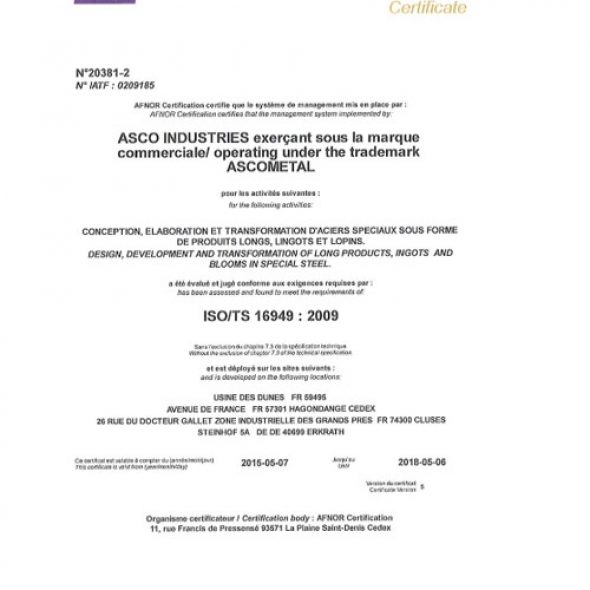 Certificate
N°20381-2
N° IATF : 0209185
AFNOR Certification certifie que le système de management mis en place par :
AFNOR Certification certifies that the management system implemented by:
ASCO INDUSTRIES exerçant sous la marque
commerciale/ operating under the trademark
ASCOMETAL
pour les activités suivantes :
for the following activities:
CONCEPTION, ELABORATION ET TRANSFORMATION D'ACIERS SPECIAUX SOUS FORME
DE PRODUITS LONGS, LINGOTS ET LOPINS.
DESIGN, DEVELOPMENT AND TRANSFORMATION OF LONG PRODUCTS, INGOTS AND
BLOOMS IN SPECIAL STEEL.
a été évalué et jugé conforme aux exigences requises par :
has been assessed and found to meet the requirements of:
ISO/TS 16949 : 2009
Sans l'exclusion du chapitre 7.3 de la spécification technique
Without the exclusion of chapter 7.3 of the technical specification
et est déployé sur les sites suivants :
and is developed on the following locations:
USINE DES DUNES FR 59495
AVENUE DE FRANCE FR 57301 HAGONDANGE CEDEX
26 RUE DU DOCTEUR GALLET ZONE INDUSTRIELLE DES GRANDS PRES FR 74300 CLUSES
STEINHOF 5A DE DE 40699 ERKRATH
Ce certificat est valable à compter du (année/mois/jour) 2015-05-07 Jusqu'au 2018-05-06
This certificate is valid from (year/month/day) Until
Version du certificat 5
Certificate Version
Organisme certificateur / Certification body : AFNOR Certification
11, rue Francis de Pressensé 93571 La Plaine Saint-Denis Cedex